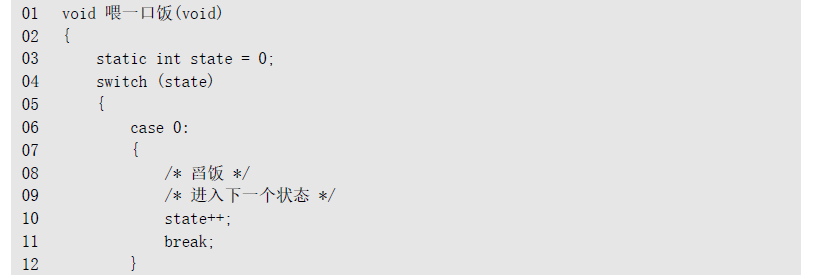 01 void 喂一口饭(void)
02 {
03     static int state = 0;
04     switch (state)
05     {
06         case 0:
07         {
08             /* 舀饭 */
09             /* 进入下一个状态 */
10             state++;
11             break;
12         }